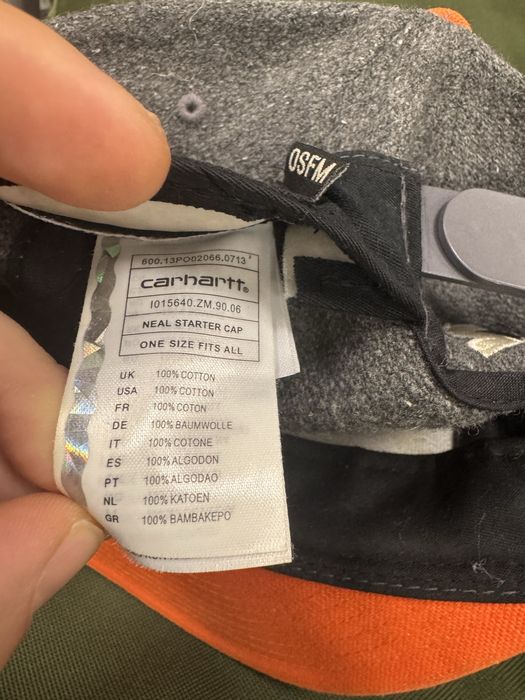 OSFM
600.13PO02066.0713
carhartt®
I015640.ZM.90.06
NEAL STARTER CAP
ONE SIZE FITS ALL
UK 100% COTTON
USA 100% COTTON
FR 100% COTON
DE 100% BAUMWOLLE
IT 100% COTONE
ES 100% ALGODON
PT 100% ALGODAO
NL 100% KATOEN
GR 100% BAMBAKEPO